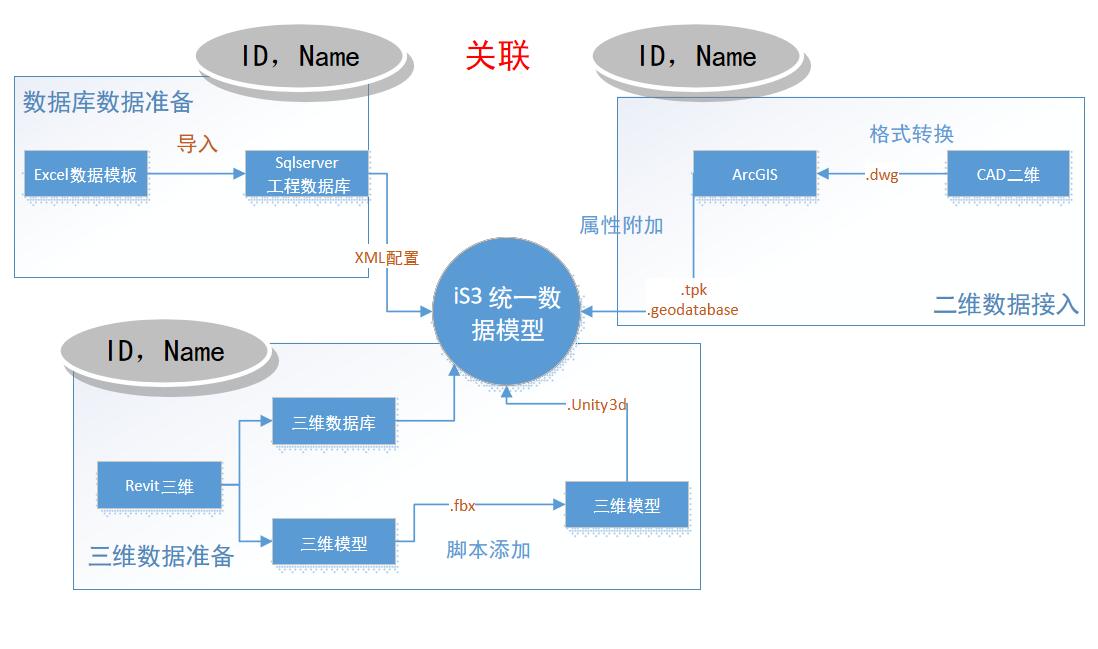 ID，Name
关联
ID，Name
数据库数据准备
导入
Excel数据模板
Sqlserver
工程数据库
XML配置
格式转换
ArcGIS
.dwg
CAD二维
属性附加
.tpk
.geodatabase
二维数据接入
iS3 统一数
据模型
ID，Name
三维数据库
.Unity3d
Revit三维
.fbx
三维模型
三维模型
脚本添加
三维数据准备